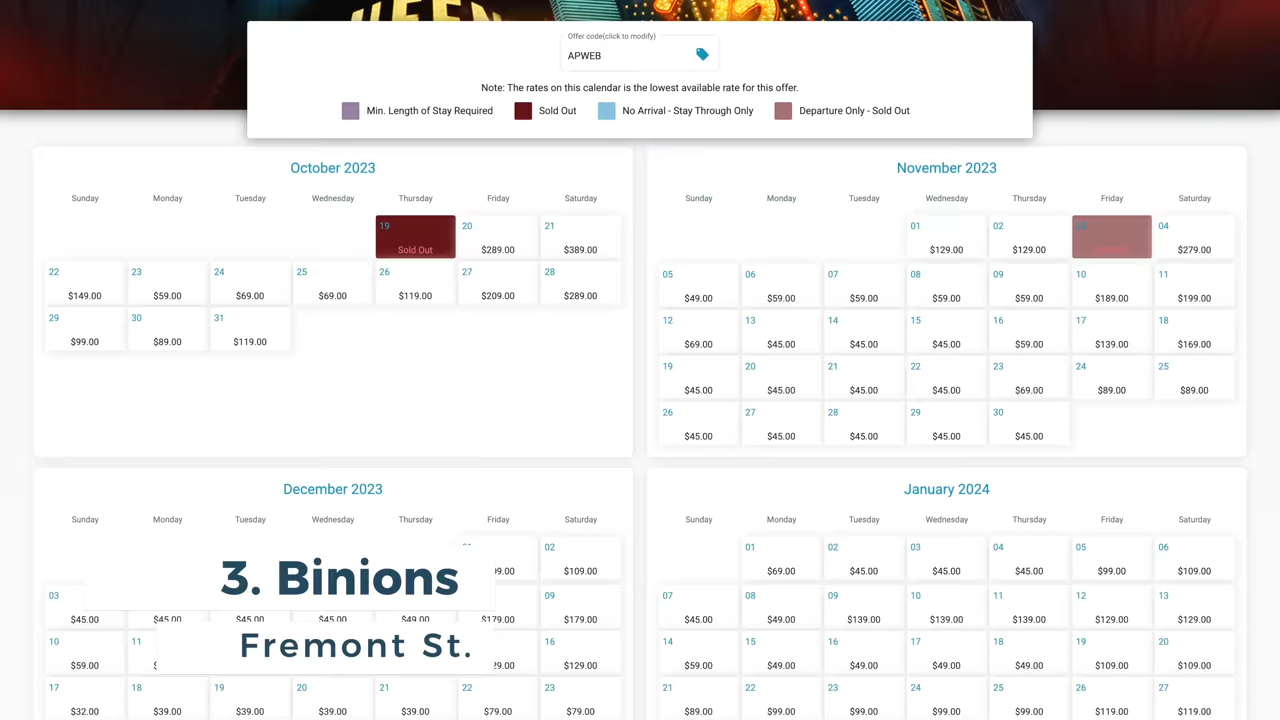 Offer code(click to modify)
APWEB
Note: The rates on this calendar is the lowest available rate for this offer.
Min. Length of Stay Required Sold Out No Arrival - Stay Through Only Departure Only - Sold Out
October 2023
Sunday Monday Tuesday Wednesday Thursday Friday Saturday
19 20 21
Sold Out $289.00 $389.00
22 23 24 25 26 27 28
$149.00 $59.00 $69.00 $69.00 $119.00 $209.00 $289.00
29 30 31
$99.00 $89.00 $119.00
November 2023
Sunday Monday Tuesday Wednesday Thursday Friday Saturday
01 02 04
$129.00 $129.00 $279.00
05 06 07 08 09 10 11
$49.00 $59.00 $59.00 $59.00 $59.00 $189.00 $199.00
12 13 14 15 16 17 18
$69.00 $45.00 $45.00 $45.00 $59.00 $139.00 $169.00
19 20 21 22 23 24 25
$45.00 $45.00 $45.00 $45.00 $69.00 $89.00 $89.00
26 27 28 29 30
$45.00 $45.00 $45.00 $45.00 $45.00
December 2023
Sunday Monday Tuesday Wednesday Thursday Friday Saturday
02
$109.00
03 09
$45.00 $45.00 $45.00 $45.00 $49.00 $179.00 $179.00
10 11 16
$59.00 $129.00
17 18 19 20 21 22 23
$32.00 $39.00 $39.00 $39.00 $39.00 $79.00 $79.00
January 2024
Sunday Monday Tuesday Wednesday Thursday Friday Saturday
01 02 03 04 05 06
$69.00 $45.00 $45.00 $45.00 $99.00 $109.00
07 08 09 10 11 12 13
$45.00 $49.00 $139.00 $139.00 $139.00 $129.00 $129.00
14 15 16 17 18 19 20
$59.00 $49.00 $49.00 $49.00 $49.00 $109.00 $109.00
21 22 23 24 25 26 27
$89.00 $99.00 $99.00 $99.00 $99.00 $119.00 $119.00
3. Binions
Fremont St.